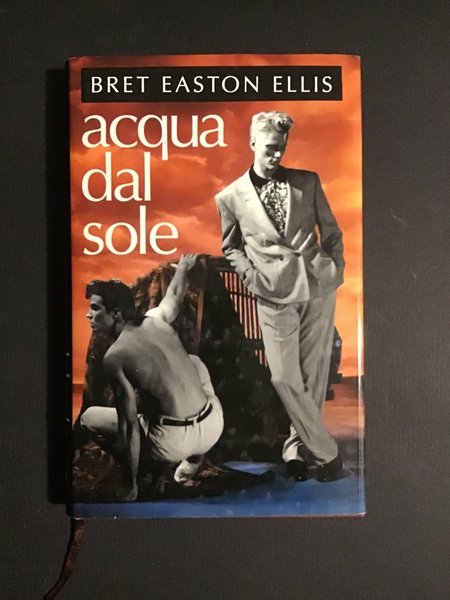 BRET EASTON ELLIS
acqua
dal
sole